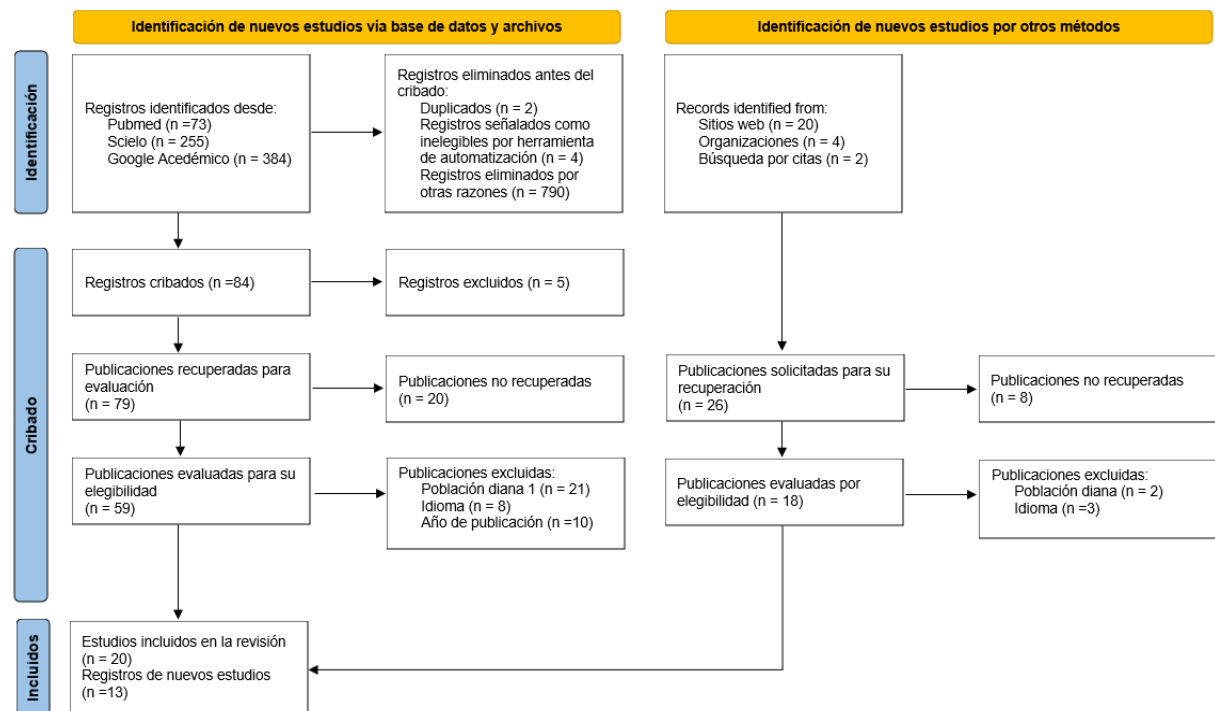 Identificación de nuevos estudios vía base de datos y archivos
Identificación de nuevos estudios por otros métodos
Identificación
Registros identificados desde:
Pubmed (n =73)
Scielo (n = 255)
Google Acedémico (n = 384)
Registros eliminados antes del
cribado:
Duplicados (n = 2)
Registros señalados como
inelegibles por herramienta
de automatización (n = 4)
Registros eliminados por
otras razones (n = 790)
Records identified from:
Sitios web (n = 20)
Organizaciones (n = 4)
Búsqueda por citas (n = 2)
Cribado
Registros cribados (n =84)
Registros excluidos (n = 5)
Publicaciones recuperadas para
evaluación
(n = 79)
Publicaciones no recuperadas
(n = 20)
Publicaciones solicitadas para su
recuperación
(n = 26)
Publicaciones no recuperadas
(n = 8)
Publicaciones evaluadas para su
elegibilidad
(n = 59)
Publicaciones excluidas:
Población diana 1 (n = 21)
Idioma (n = 8)
Año de publicación (n =10)
Publicaciones evaluadas por
elegibilidad (n = 18)
Publicaciones excluidas:
Población diana (n = 2)
Idioma (n =3)
Incluidos
Estudios incluidos en la revisión
(n = 20)
Registros de nuevos estudios
(n =13)